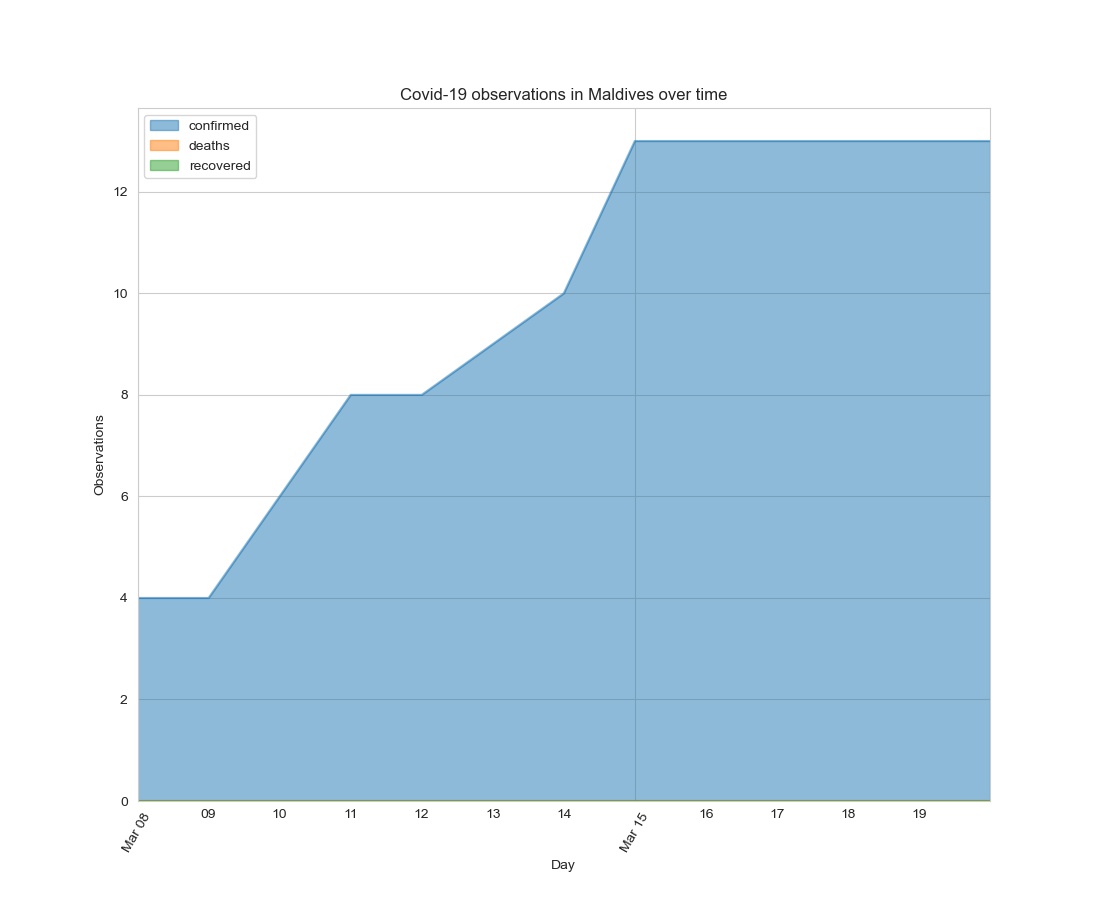 Covid-19 observations in Maldives over time
confirmed
deaths
recovered
12
10
8
6
4
2
0
Observations
Mar 08
09
10
11
12
13
14
Mar 15
16
17
18
19
Day